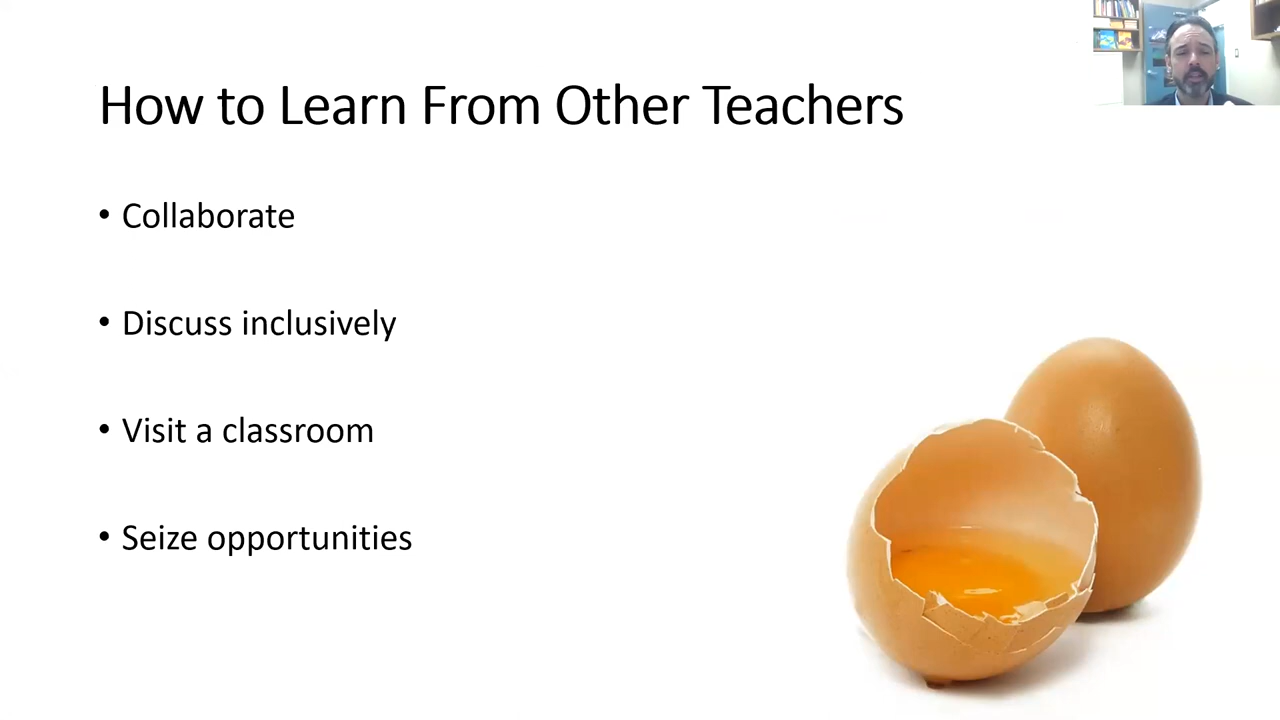 How to Learn From Other Teachers
• Collaborate
• Discuss inclusively
• Visit a classroom
• Seize opportunities